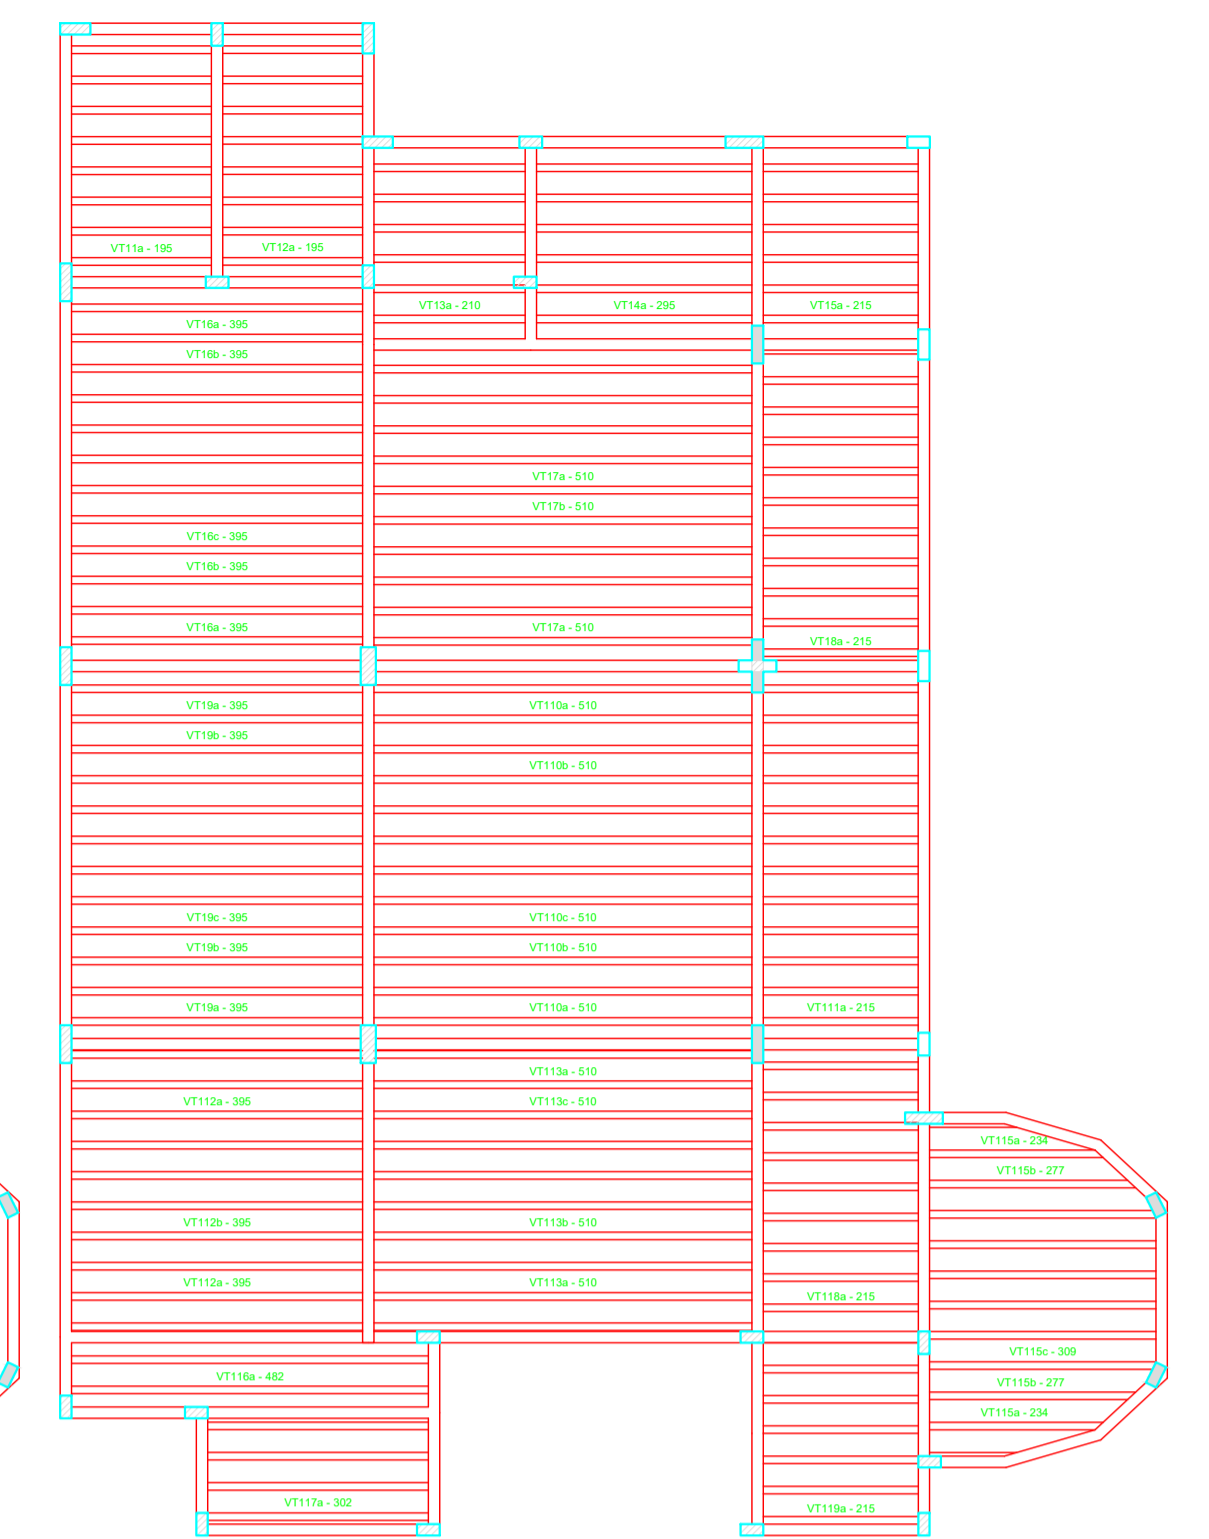 VT11a - 195
VT12a - 195
VT13a - 210
VT14a - 295
VT15a - 215
VT16a - 395
VT16b - 395
VT17a - 510
VT17b - 510
VT16c - 395
VT16b - 395
VT16a - 395
VT17a - 510
VT18a - 215
VT19a - 395
VT110a - 510
VT19b - 395
VT110b - 510
VT19c - 395
VT110c - 510
VT19b - 395
VT110b - 510
VT19a - 395
VT110a - 510
VT111a - 215
VT113a - 510
VT112a - 395
VT113c - 510
VT115a - 234
VT115b - 277
VT112b - 395
VT113b - 510
VT112a - 395
VT113a - 510
VT118a - 215
VT115c - 309
VT116a - 482
VT115b - 277
VT115a - 234
VT117a - 302
VT119a - 215